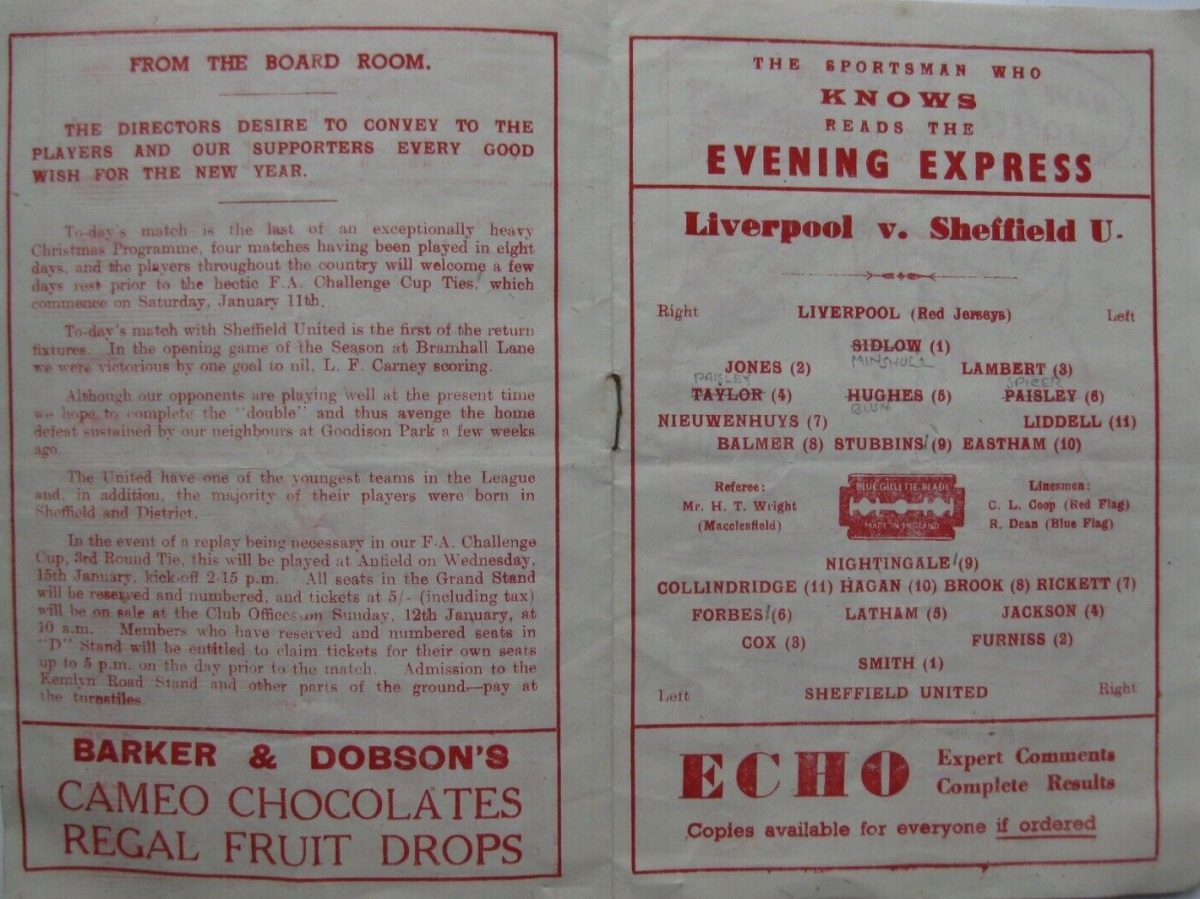 FROM THE BOARD ROOM.
THE DIRECTORS DESIRE TO CONVEY TO THE
PLAYERS AND OUR SUPPORTERS EVERY GOOD
WISH FOR THE NEW YEAR.
To-day's match is the last of an exceptionally heavy
Christmas Programme, four matches having been played in eight
days, and the players throughout the country will welcome a few
days rest prior to the hectic F.A. Challenge Cup Ties, which
commence on Saturday, January 11th.
To-day's match with Sheffield United is the first of the return
fixtures. In the opening game of the Season at Bramhall Lane
we were victorious by one goal to nil, L. F. Carney scoring.
Although our opponents are playing well at the present time
we hope to complete the "double" and thus avenge the home
defeat sustained by our neighbours at Goodison Park a few weeks
ago.
The United have one of the youngest teams in the League
and, in addition, the majority of their players were born in
Sheffield and District.
In the event of a replay being necessary in our F.A. Challenge
Cup, 3rd Round Tie, this will be played at Anfield on Wednesday,
15th January, kick-off 2-15 p.m. All seats in the Grand Stand
will be reserved and numbered, and tickets at 5/- (including tax)
will be on sale at the Club Offices on Sunday, 12th January, at
10 a.m. Members who have reserved and numbered seats in
"D" Stand will be entitled to claim tickets for their own seats
up to 5 p.m. on the day prior to the match. Admission to the
Kemlyn Road Stand and other parts of the ground—pay at
the turnstiles.
BARKER & DOBSON'S
CAMEO CHOCOLATES
REGAL FRUIT DROPS
THE SPORTSMAN WHO
KNOWS
READS THE
EVENING EXPRESS
Liverpool v. Sheffield U.
Right LIVERPOOL (Red Jerseys) Left
SIDLOW (1)
MINSHULL
JONES (2) LAMBERT (3)
PAISLEY SPICER
TAYLOR (4) HUGHES (5) PAISLEY (6)
BUSH
NIEUWENHUYS (7) LIDDELL (11)
BALMER (8) STUBBINS (9) EASTHAM (10)
Referee: BLUE GILLETTE BLADE Linesmen:
Mr. H. T. Wright C. L. Coop (Red Flag)
(Macclesfield) MADE IN ENGLAND R. Dean (Blue Flag)
NIGHTINGALE (9)
COLLINDRIDGE (11) HAGAN (10) BROOK (8) RICKETT (7)
FORBES (6) LATHAM (5) JACKSON (4)
COX (3) FURNISS (2)
SMITH (1)
Left SHEFFIELD UNITED Right
ECHO Expert Comments
Complete Results
Copies available for everyone if ordered